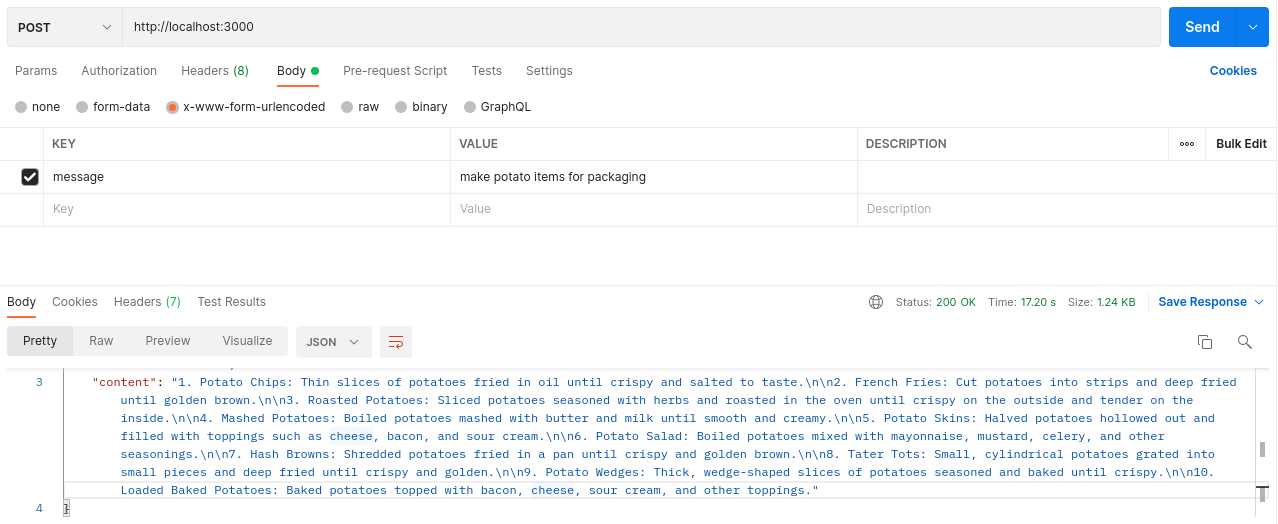 POST http://localhost:3000 Send
Params Authorization Headers (8) Body Pre-request Script Tests Settings Cookies
none form-data x-www-form-urlencoded raw binary GraphQL
KEY VALUE DESCRIPTION ooo Bulk Edit
message make potato items for packaging
Key Value Description
Body Cookies Headers (7) Test Results Status: 200 OK Time: 17.20 s Size: 1.24 KB Save Response
Pretty Raw Preview Visualize JSON
3 "content": "1. Potato Chips: Thin slices of potatoes fried in oil until crispy and salted to taste.\n\n2. French Fries: Cut potatoes into strips and deep fried
until golden brown.\n\n3. Roasted Potatoes: Sliced potatoes seasoned with herbs and roasted in the oven until crispy on the outside and tender on the
inside.\n\n4. Mashed Potatoes: Boiled potatoes mashed with butter and milk until smooth and creamy.\n\n5. Potato Skins: Halved potatoes hollowed out and
filled with toppings such as cheese, bacon, and sour cream.\n\n6. Potato Salad: Boiled potatoes mixed with mayonnaise, mustard, celery, and other
seasonings.\n\n7. Hash Browns: Shredded potatoes fried in a pan until crispy and golden brown.\n\n8. Tater Tots: Small, cylindrical potatoes grated into
small pieces and deep fried until crispy and golden.\n\n9. Potato Wedges: Thick, wedge-shaped slices of potatoes seasoned and baked until crispy.\n\n10.
Loaded Baked Potatoes: Baked potatoes topped with bacon, cheese, sour cream, and other toppings."
4 }